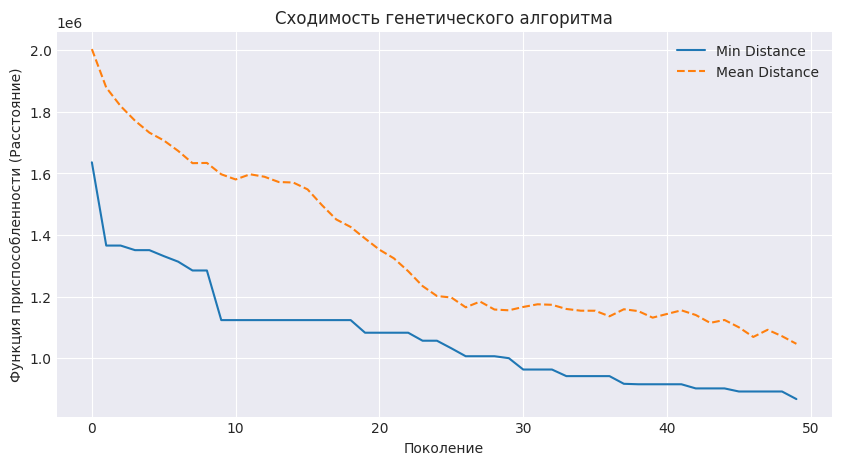 Сходимость генетического алгоритма
1e6
2.0
1.8
1.6
1.4
1.2
1.0
Функция приспособленности (Расстояние)
Min Distance
Mean Distance
0
10
20
30
40
50
Поколение